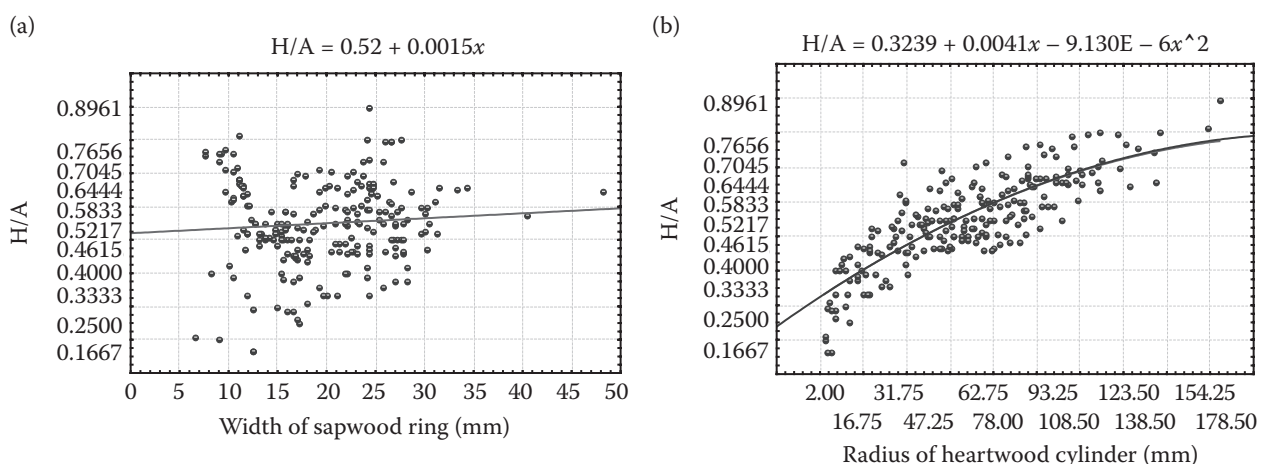 (a)
H/A = 0.52 + 0.0015x
H/A
0.8961
0.7656
0.7045
0.6444
0.5833
0.5217
0.4615
0.4000
0.3333
0.2500
0.1667
0 5 10 15 20 25 30 35 40 45 50
Width of sapwood ring (mm)
(b)
H/A = 0.3239 + 0.0041x – 9.130E – 6x^2
H/A
0.8961
0.7656
0.7045
0.6444
0.5833
0.5217
0.4615
0.4000
0.3333
0.2500
0.1667
2.00 31.75 62.75 93.25 123.50 154.25
16.75 47.25 78.00 108.50 138.50 178.50
Radius of heartwood cylinder (mm)